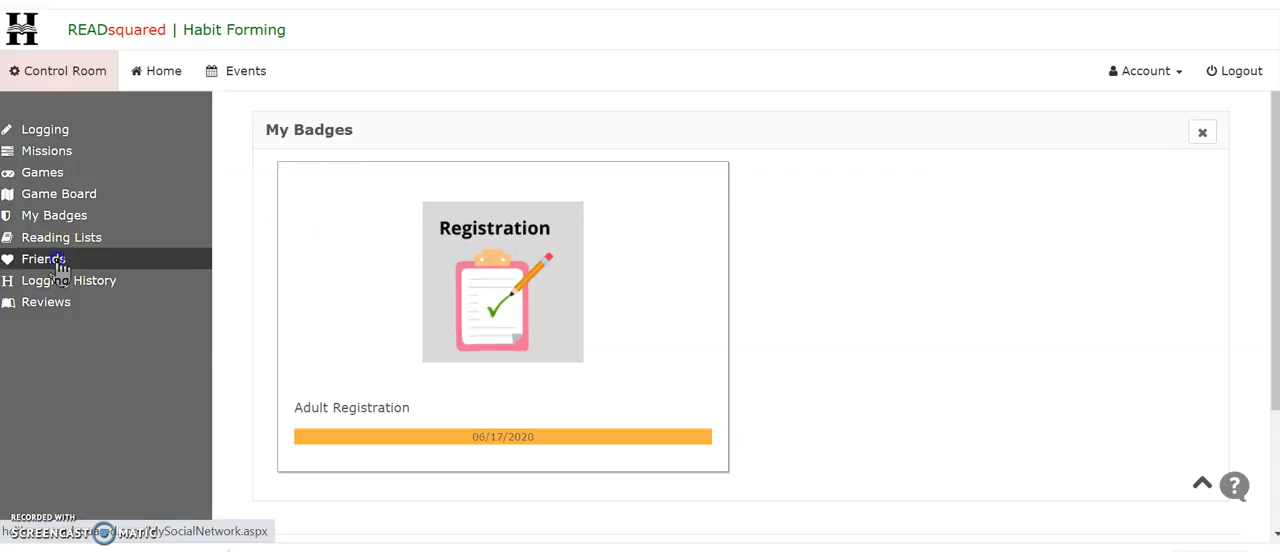 H
READsquared | Habit Forming
Control Room
Home
Events
Account
Logout
Logging
Missions
Games
Game Board
My Badges
Reading Lists
Friends
Logging History
Reviews
My Badges
Registration
Adult Registration
06/17/2020
RECORDED WITH
SCREENCAST MATIC
MySocialNetwork.aspx